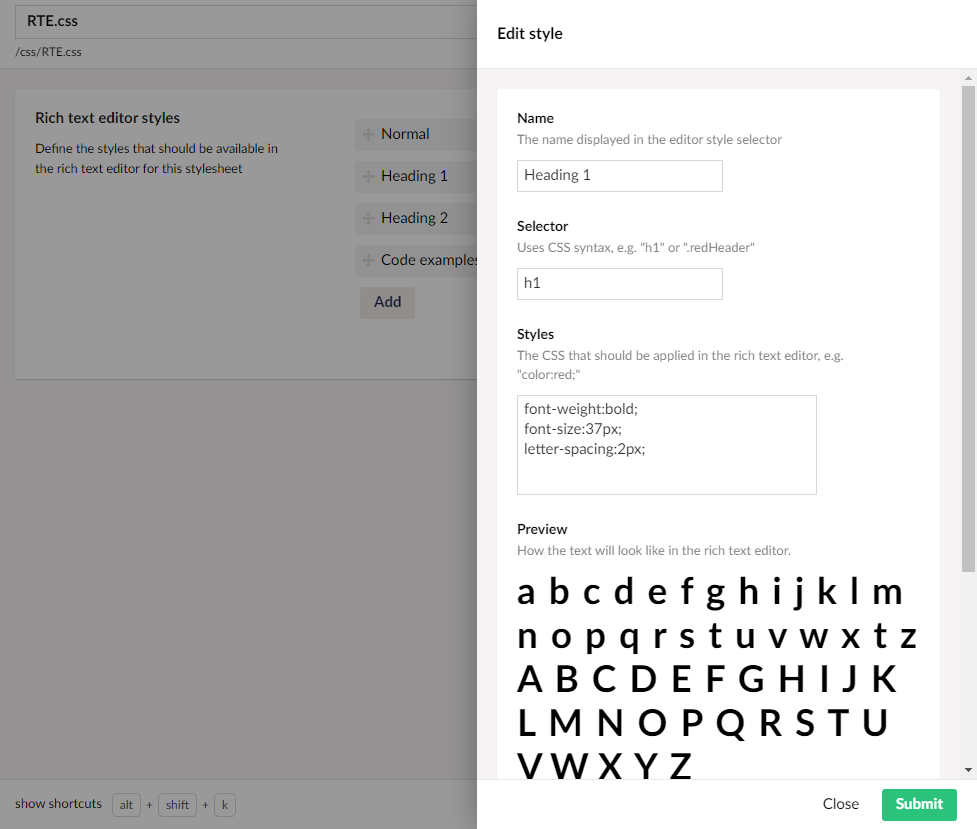 RTE.css
/css/RTE.css
Rich text editor styles
Define the styles that should be available in
the rich text editor for this stylesheet
Normal
Heading 1
Heading 2
Code examples
Add
show shortcuts alt + shift + k
Edit style
Name
The name displayed in the editor style selector
Heading 1
Selector
Uses CSS syntax, e.g. "h1" or ".redHeader"
h1
Styles
The CSS that should be applied in the rich text editor, e.g.
"color:red;"
font-weight:bold;
font-size:37px;
letter-spacing:2px;
Preview
How the text will look like in the rich text editor.
a b c d e f g h i j k l m
n o p q r s t u v w x t z
A B C D E F G H I J K
L M N O P Q R S T U
V W X Y Z
Close Submit